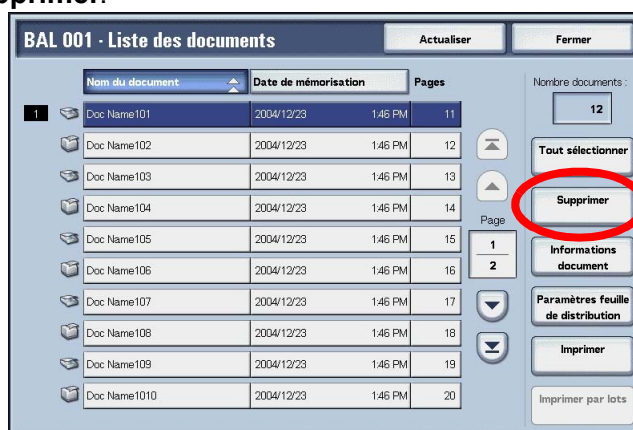 pprimer.
BAL 001 - Liste des documents
Actualiser
Fermer
Nom du document
Date de mémorisation
Pages
Nombre documents :
12
1 Doc Name101 2004/12/23 1:46 PM 11
Doc Name102 2004/12/23 1:46 PM 12
Doc Name103 2004/12/23 1:46 PM 13
Doc Name104 2004/12/23 1:46 PM 14
Doc Name105 2004/12/23 1:46 PM 15
Doc Name106 2004/12/23 1:46 PM 16
Doc Name107 2004/12/23 1:46 PM 17
Doc Name108 2004/12/23 1:46 PM 18
Doc Name109 2004/12/23 1:46 PM 19
Doc Name1010 2004/12/23 1:46 PM 20
Page
1
2
Tout sélectionner
Supprimer
Informations
document
Paramètres feuille
de distribution
Imprimer
Imprimer par lots